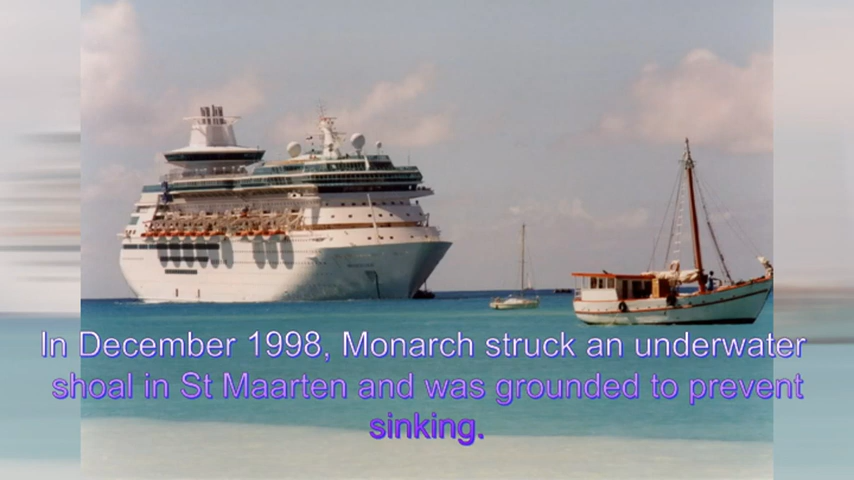 In December 1998, Monarch struck an underwater
shoal in St Maarten and was grounded to prevent
sinking.